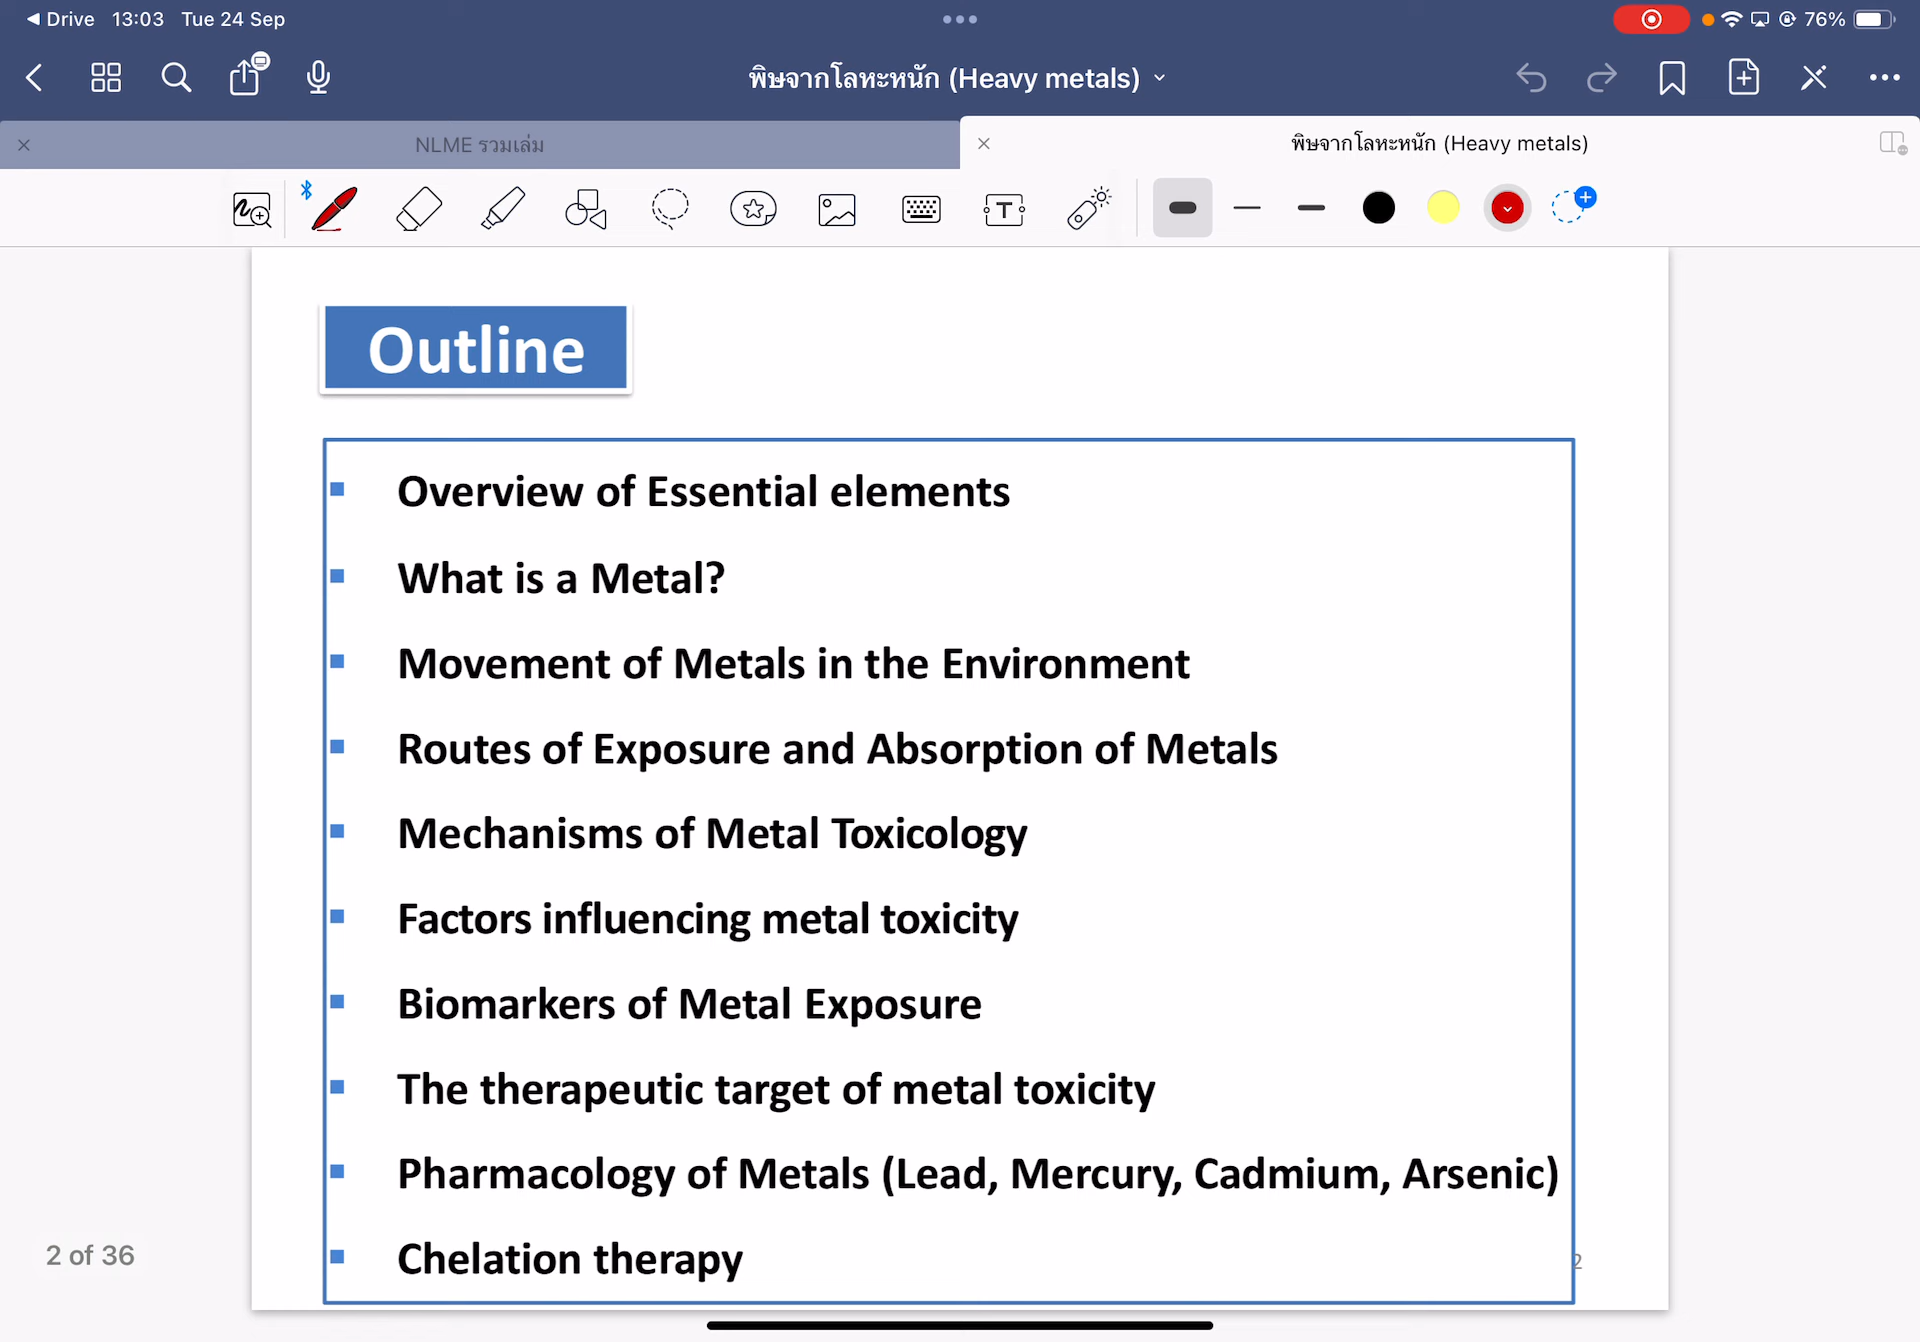 Drive 13:03 Tue 24 Sep
76%
พิษจากโลหะหนัก (Heavy metals)
NLME รวมเล่ม
พิษจากโลหะหนัก (Heavy metals)
Outline
Overview of Essential elements
What is a Metal?
Movement of Metals in the Environment
Routes of Exposure and Absorption of Metals
Mechanisms of Metal Toxicology
Factors influencing metal toxicity
Biomarkers of Metal Exposure
The therapeutic target of metal toxicity
Pharmacology of Metals (Lead, Mercury, Cadmium, Arsenic)
Chelation therapy
2 of 36
2